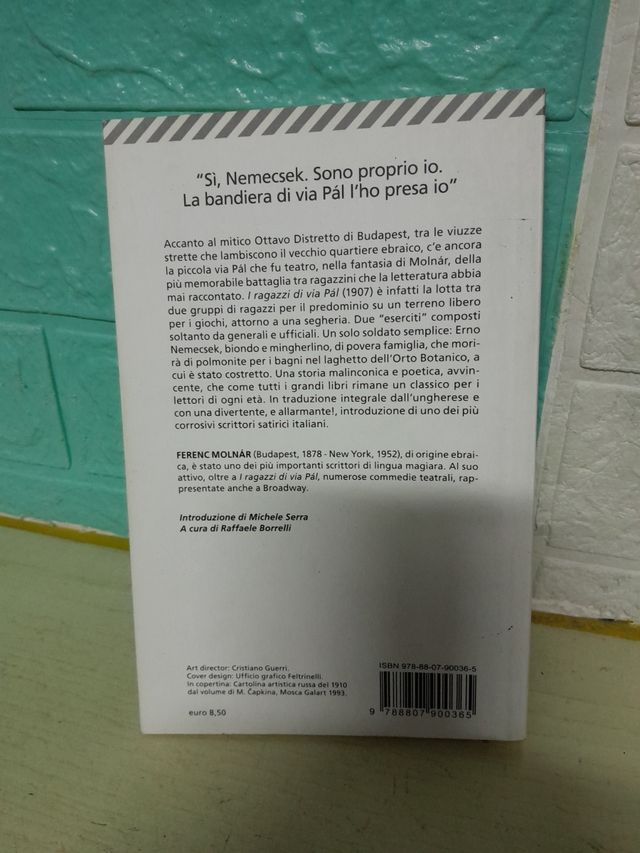 “Sì, Nemecsek. Sono proprio io.
La bandiera di via Pál l'ho presa io”
Accanto al mitico Ottavo Distretto di Budapest, tra le viuzze
strette che lambiscono il vecchio quartiere ebraico, c'e ancora
la piccola via Pál che fu teatro, nella fantasia di Molnár, della
più memorabile battaglia tra ragazzini che la letteratura abbia
mai raccontato. I ragazzi di via Pál (1907) è infatti la lotta tra
due gruppi di ragazzi per il predominio su un terreno libero
per i giochi, attorno a una segheria. Due “eserciti” composti
soltanto da generali e ufficiali. Un solo soldato semplice: Erno
Nemecsek, biondo e mingherlino, di povera famiglia, che mori-
rà di polmonite per i bagni nel laghetto dell'Orto Botanico, a
cui è stato costretto. Una storia malinconica e poetica, avvin-
cente, che come tutti i grandi libri rimane un classico per i
lettori di ogni età. In traduzione integrale dall'ungherese e
con una divertente, e allarmante!, introduzione di uno dei più
corrosivi scrittori satirici italiani.
FERENC MOLNÁR (Budapest, 1878 - New York, 1952), di origine ebrai-
ca, è stato uno dei più importanti scrittori di lingua magiara. Al suo
attivo, oltre a I ragazzi di via Pál, numerose commedie teatrali, rap-
presentate anche a Broadway.
Introduzione di Michele Serra
A cura di Raffaele Borrelli
Art director: Cristiano Guerri.
Cover design: Ufficio grafico Feltrinelli.
In copertina: Cartolina artistica russa del 1910
dal volume di M. Čapkina, Mosca Galart 1993.
euro 8,50
ISBN 978-88-07-90036-5
9 788807 900365